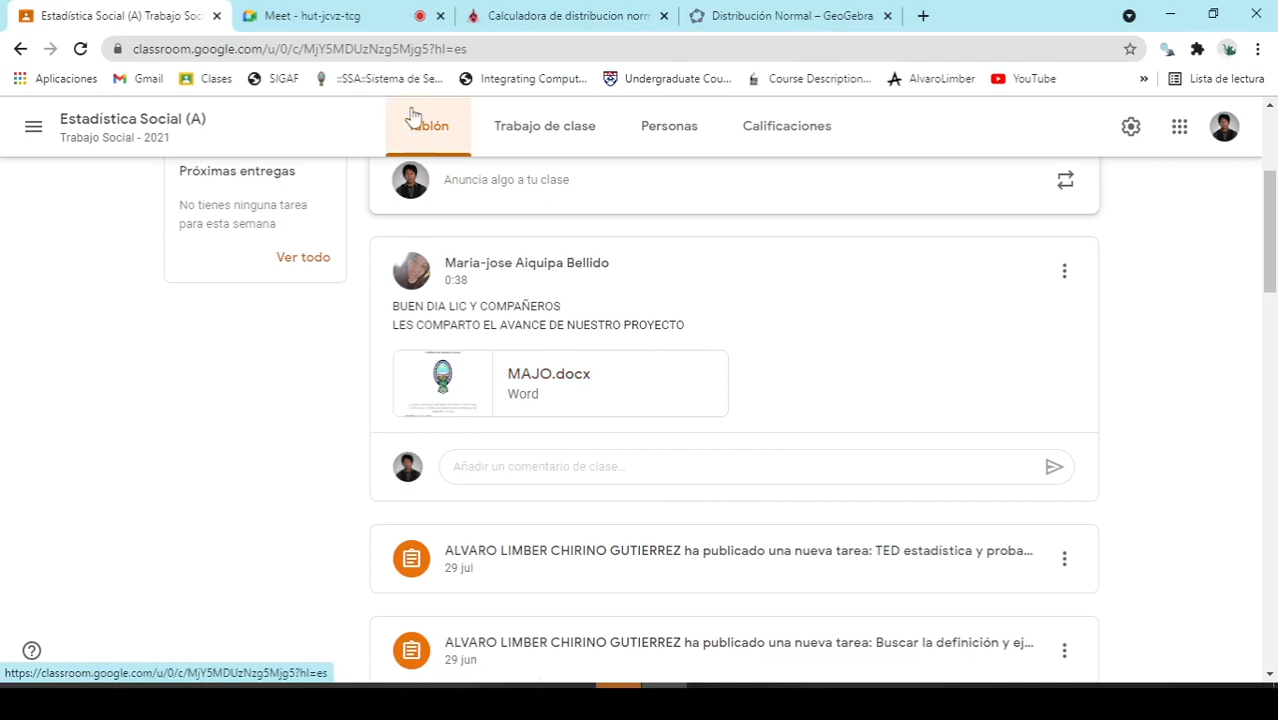 Estadística Social (A) Trabajo Soc
Meet - hut-jcvz-tcg
Calculadora de distribucion norm
Distribución Normal – GeoGebra
classroom.google.com/u/0/c/MjY5MDUzNzg5Mjg5?hl=es
Aplicaciones
Gmail
Clases
SIGAF
::SSA::Sistema de Se...
Integrating Comput...
Undergraduate Cou...
Course Description...
AlvaroLimber
YouTube
»
Lista de lectura
Estadística Social (A)
Trabajo Social - 2021
Tablón
Trabajo de clase
Personas
Calificaciones
Próximas entregas
No tienes ninguna tarea
para esta semana
Ver todo
Anuncia algo a tu clase
Maria-jose Aiquipa Bellido
0:38
BUEN DIA LIC Y COMPAÑEROS
LES COMPARTO EL AVANCE DE NUESTRO PROYECTO
MAJO.docx
Word
Añadir un comentario de clase...
ALVARO LIMBER CHIRINO GUTIERREZ ha publicado una nueva tarea: TED estadística y proba...
29 jul
ALVARO LIMBER CHIRINO GUTIERREZ ha publicado una nueva tarea: Buscar la definición y ej...
29 jun
https://classroom.google.com/u/0/c/MjY5MDUzNzg5Mjg5?hl=es